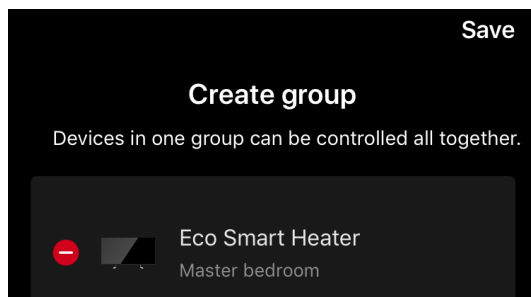 Save
Create group
Devices in one group can be controlled all together.
Eco Smart Heater
Master bedroom